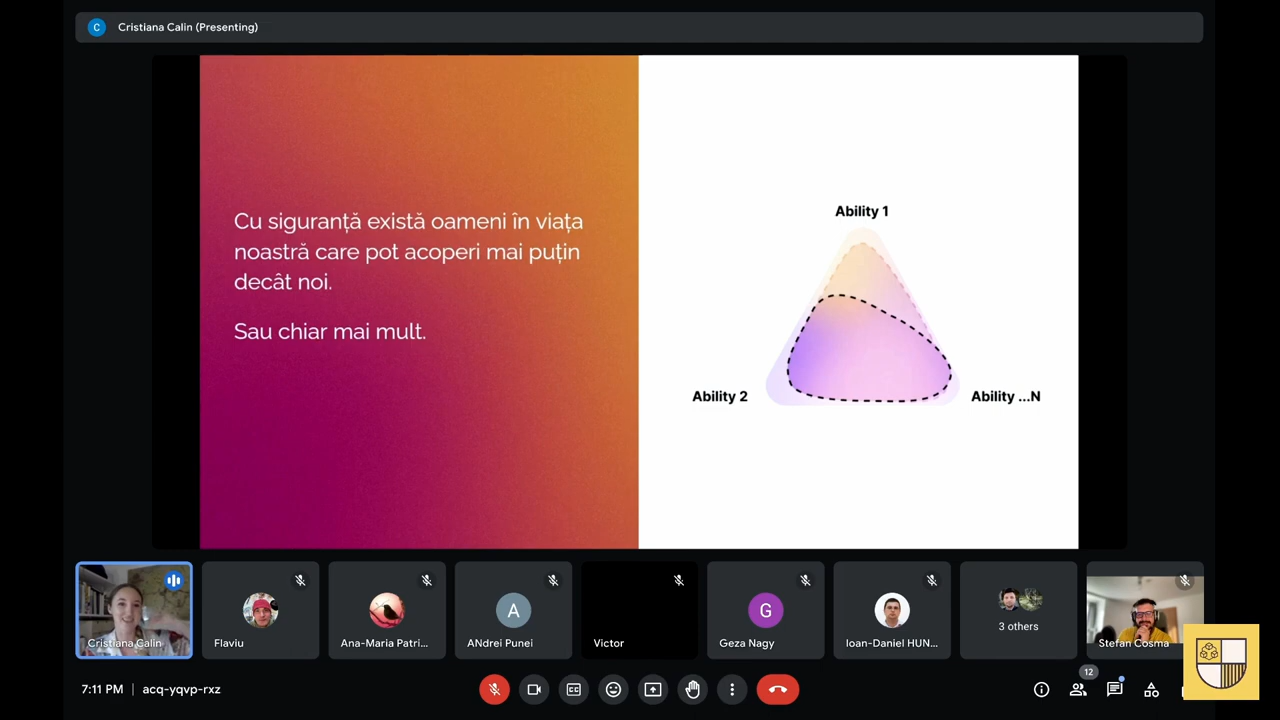 C
Cristiana Calin (Presenting)
Cu siguranță există oameni în viața
noastră care pot acoperi mai puțin
decât noi.
Sau chiar mai mult.
Ability 1
Ability 2
Ability ...N
Cristiana Calin
Flaviu
Ana-Maria Patri...
A
ANdrei Punei
Victor
G
Geza Nagy
Ioan-Daniel HUN...
3 others
Stefan Cosma
7:11 PM
acq-yqvp-rxz
12